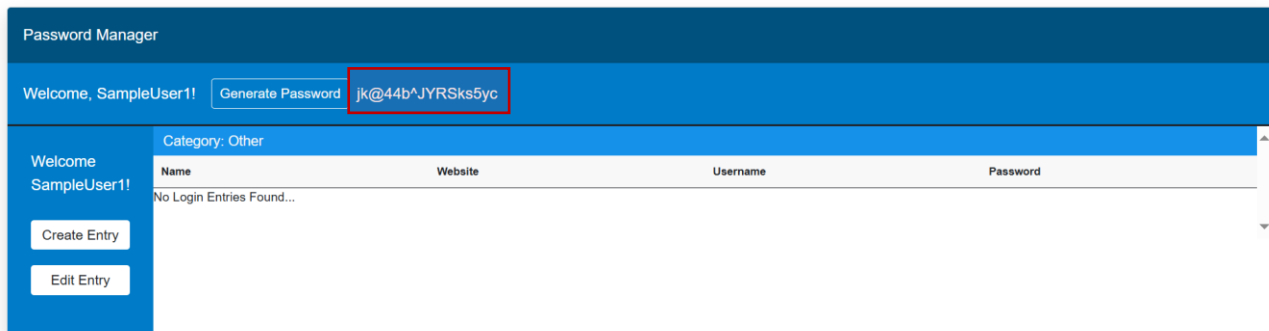 Password Manager
Welcome, SampleUser1! Generate Password jk@44b^JYRSks5yc
Category: Other
Welcome
SampleUser1!
Name Website Username Password
No Login Entries Found...
Create Entry
Edit Entry